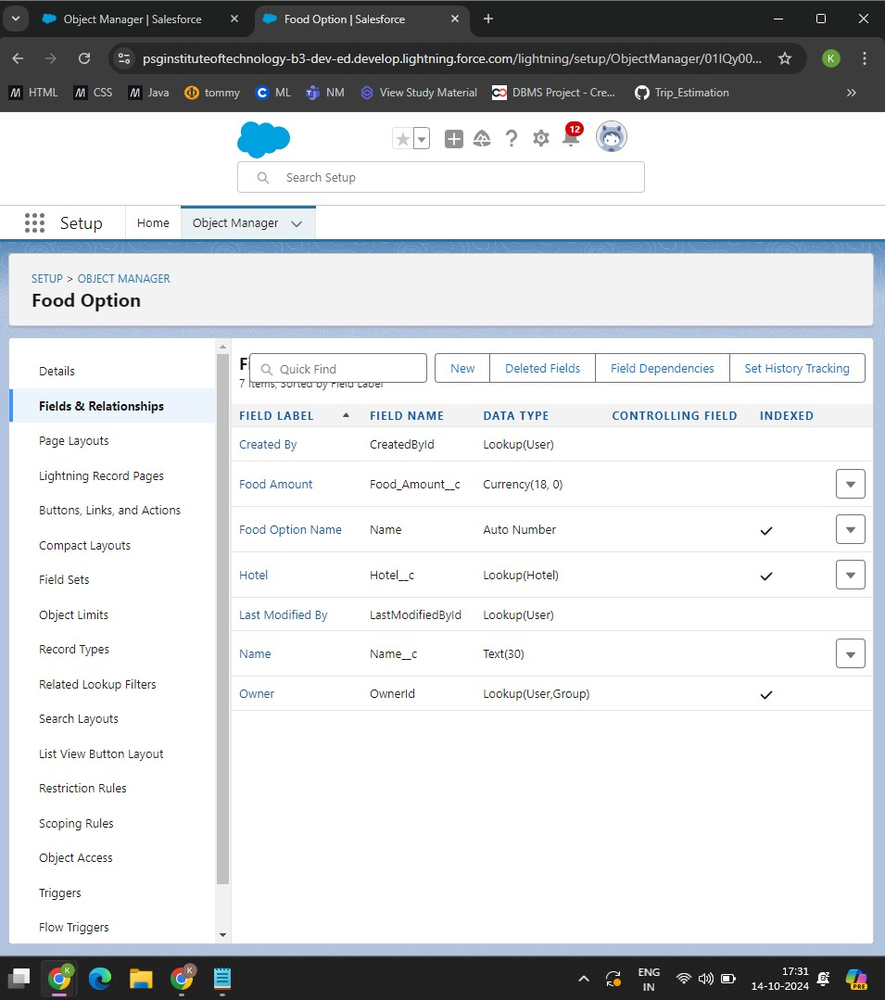 Object Manager | Salesforce
Food Option | Salesforce
psginstituteoftechnology-b3-dev-ed.develop.lightning.force.com/lightning/setup/ObjectManager/01IQy00...
K
HTML
CSS
Java
tommy
ML
NM
View Study Material
DBMS Project - Cre...
Trip_Estimation
12
Search Setup
Setup
Home
Object Manager
SETUP > OBJECT MANAGER
Food Option
Details
Fields & Relationships
Page Layouts
Lightning Record Pages
Buttons, Links, and Actions
Compact Layouts
Field Sets
Object Limits
Record Types
Related Lookup Filters
Search Layouts
List View Button Layout
Restriction Rules
Scoping Rules
Object Access
Triggers
Flow Triggers
Quick Find
New
Deleted Fields
Field Dependencies
Set History Tracking
7 Items, Sorted by Field Label
FIELD LABEL FIELD NAME DATA TYPE CONTROLLING FIELD INDEXED
Created By CreatedById Lookup(User)
Food Amount Food_Amount__c Currency(18, 0)
Food Option Name Name Auto Number
Hotel Hotel__c Lookup(Hotel)
Last Modified By LastModifiedById Lookup(User)
Name Name__c Text(30)
Owner OwnerId Lookup(User,Group)
K
K
ENG
IN
17:31
14-10-2024
PRE